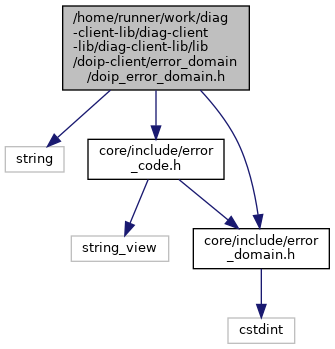 /home/runner/work/diag
-client-lib/diag-client
-lib/diag-client-lib/lib
/doip-client/error_domain
/doip_error_domain.h
string
core/include/error
_code.h
string_view
core/include/error
_domain.h
cstdint